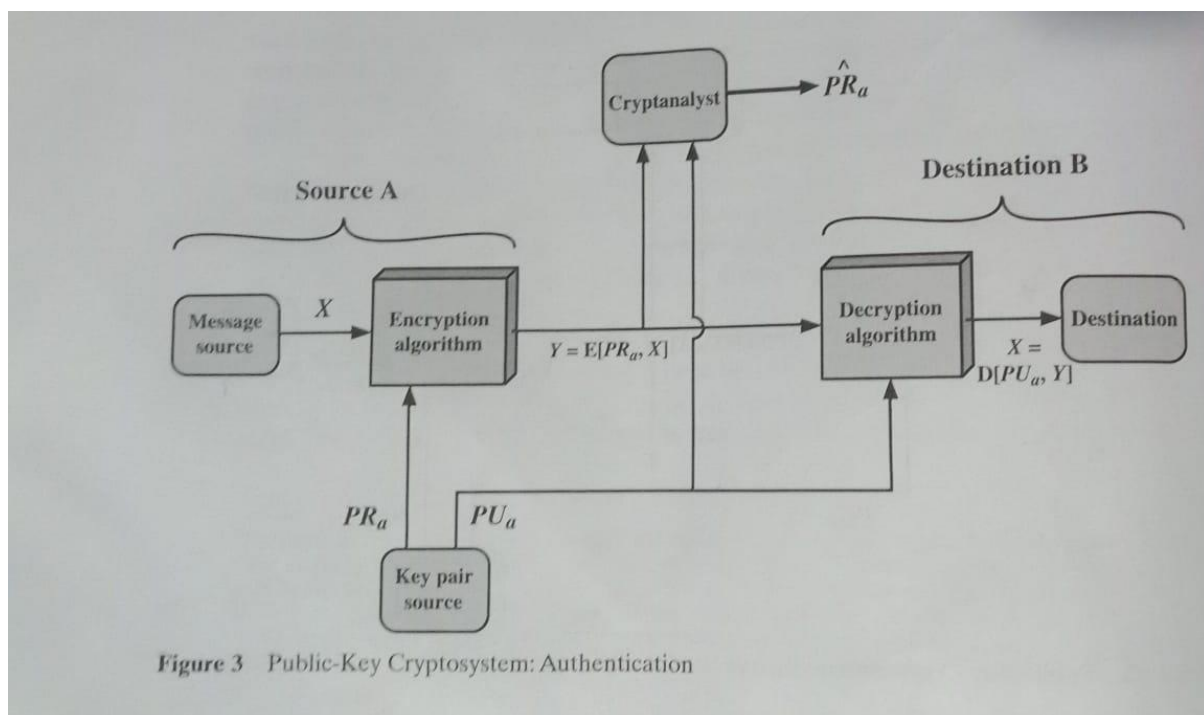 Cryptanalyst
P̂Rₐ
Source A
Destination B
Message
source
X
Encryption
algorithm
Y = E[PRₐ, X]
Decryption
algorithm
X =
D[PUₐ, Y]
Destination
PRₐ
PUₐ
Key pair
source
Figure 3 Public-Key Cryptosystem: Authentication